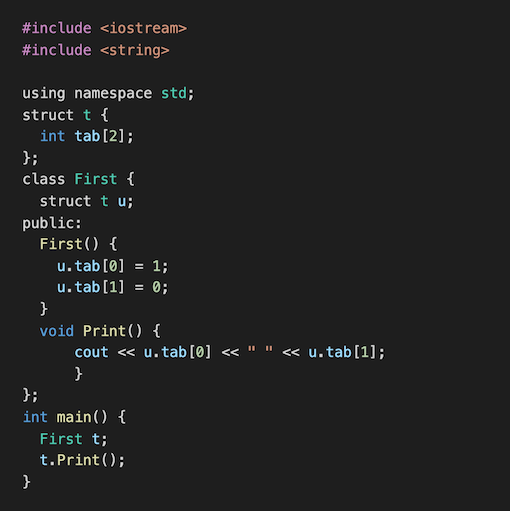 #include <iostream>
#include <string>

using namespace std;
struct t {
  int tab[2];
};
class First {
  struct t u;
public:
  First() {
    u.tab[0] = 1;
    u.tab[1] = 0;
  }
  void Print() {
      cout << u.tab[0] << " " << u.tab[1];
      }
};
int main() {
  First t;
  t.Print();
}